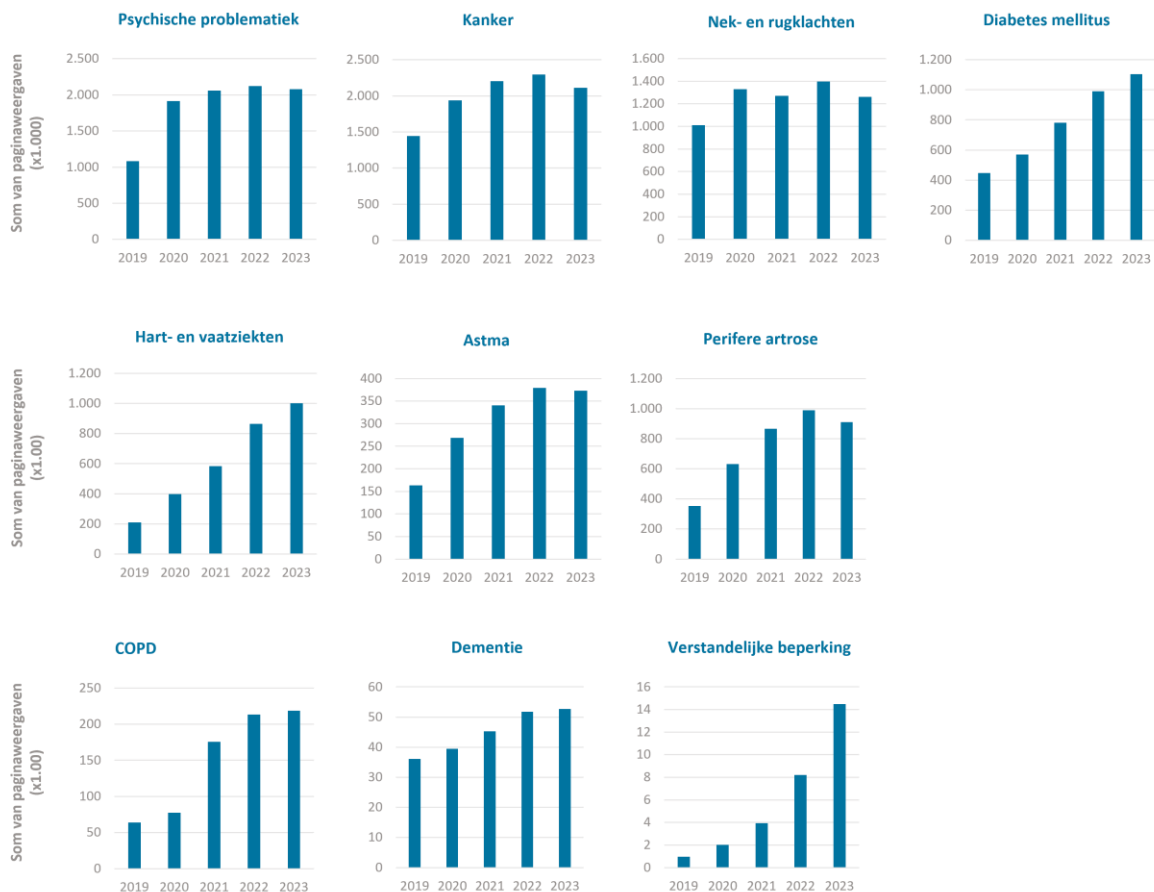 Psychische problematiek
Kanker
Nek- en rugklachten
Diabetes mellitus
Som van paginaweergaven
(x1.000)
2.500
2.000
1.500
1.000
500
0
2019 2020 2021 2022 2023
2.500
2.000
1.500
1.000
500
0
2019 2020 2021 2022 2023
1.600
1.400
1.200
1.000
800
600
400
200
0
2019 2020 2021 2022 2023
1.200
1.000
800
600
400
200
0
2019 2020 2021 2022 2023
Hart- en vaatziekten
Astma
Perifere artrose
Som van paginaweergaven
(x1.00)
1.200
1.000
800
600
400
200
0
2019 2020 2021 2022 2023
400
350
300
250
200
150
100
50
0
2019 2020 2021 2022 2023
1.200
1.000
800
600
400
200
0
2019 2020 2021 2022 2023
COPD
Dementie
Verstandelijke beperking
Som van paginaweergaven
(x1.00)
250
200
150
100
50
0
2019 2020 2021 2022 2023
60
50
40
30
20
10
0
2019 2020 2021 2022 2023
16
14
12
10
8
6
4
2
0
2019 2020 2021 2022 2023